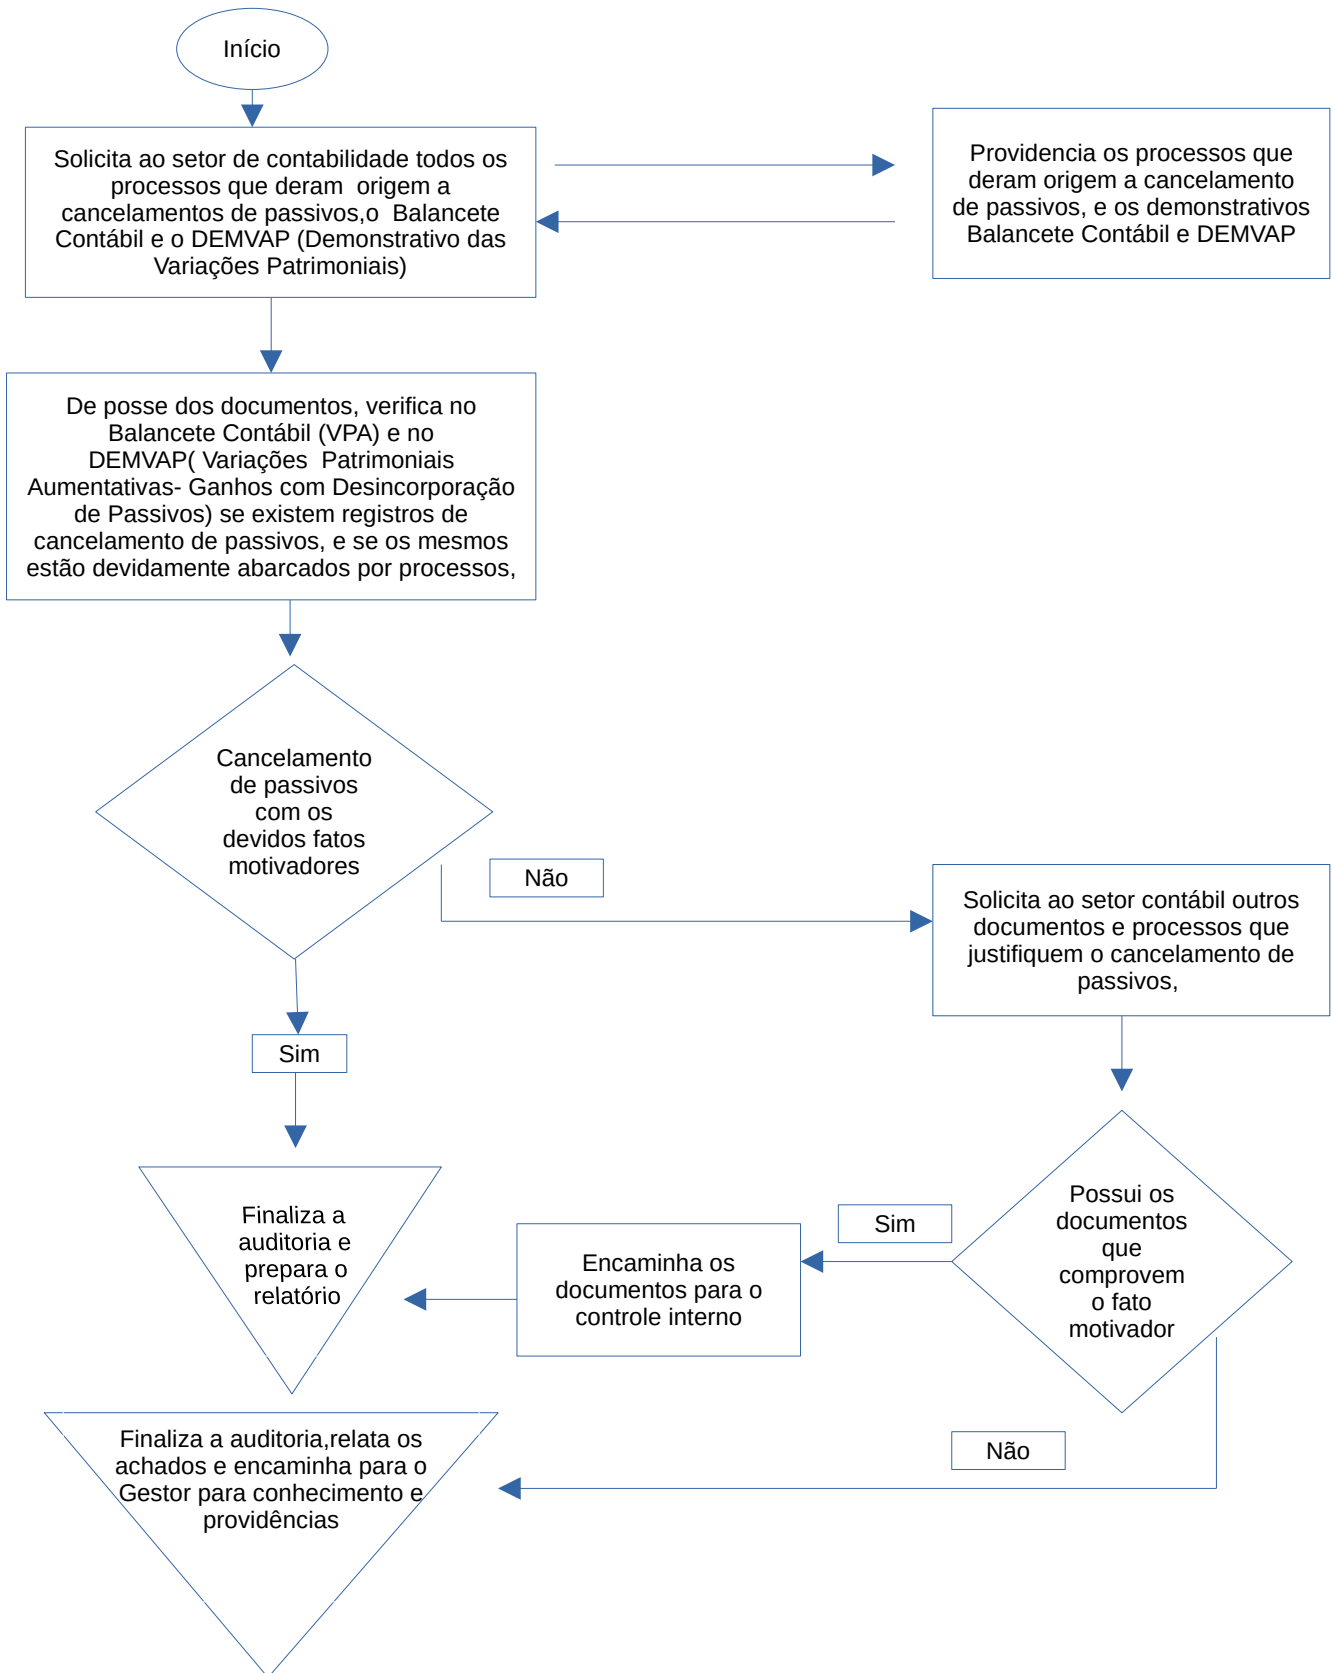 Início
Solicita ao setor de contabilidade todos os
processos que deram  origem a
cancelamentos de passivos,o  Balancete
Contábil e o DEMVAP (Demonstrativo das
Variações Patrimoniais)
Providencia os processos que
deram origem a cancelamento
de passivos, e os demonstrativos
Balancete Contábil e DEMVAP
De posse dos documentos, verifica no
Balancete Contábil (VPA) e no
DEMVAP( Variações  Patrimoniais
Aumentativas- Ganhos com Desincorporação
de Passivos) se existem registros de
cancelamento de passivos, e se os mesmos
estão devidamente abarcados por processos,
Cancelamento
de passivos
com os
devidos fatos
motivadores
Não
Solicita ao setor contábil outros
documentos e processos que
justifiquem o cancelamento de
passivos,
Sim
Finaliza a
auditoria e
prepara o
relatório
Encaminha os
documentos para o
controle interno
Sim
Possui os
documentos
que
comprovem
o fato
motivador
Não
Finaliza a auditoria,relata os
achados e encaminha para o
Gestor para conhecimento e
providências